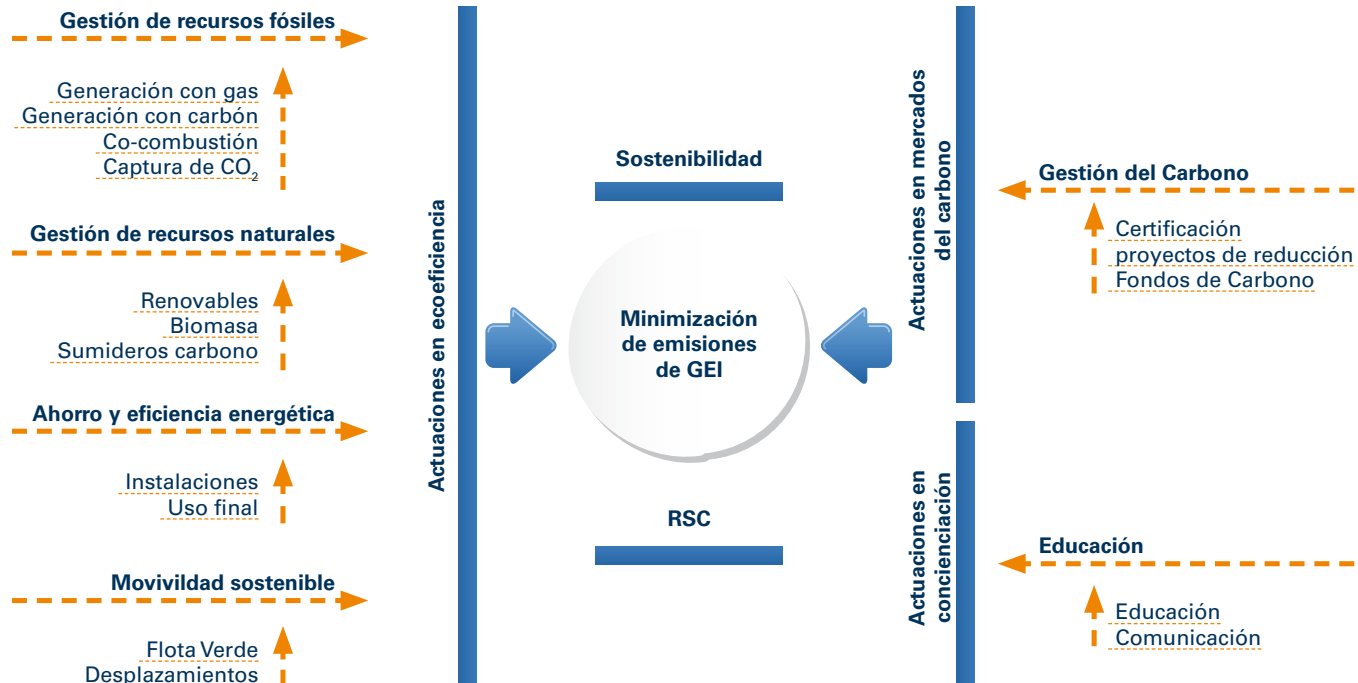 Gestión de recursos fósiles
Generación con gas
Generación con carbón
Co-combustión
Captura de CO₂
Gestión de recursos naturales
Renovables
Biomasa
Sumideros carbono
Ahorro y eficiencia energética
Instalaciones
Uso final
Movivildad sostenible
Flota Verde
Desplazamientos
Actuaciones en ecoeficiencia
Sostenibilidad
Minimización
de emisiones
de GEI
RSC
Actuaciones en mercados
del carbono
Actuaciones en
concienciación
Gestión del Carbono
Certificación
proyectos de reducción
Fondos de Carbono
Educación
Educación
Comunicación